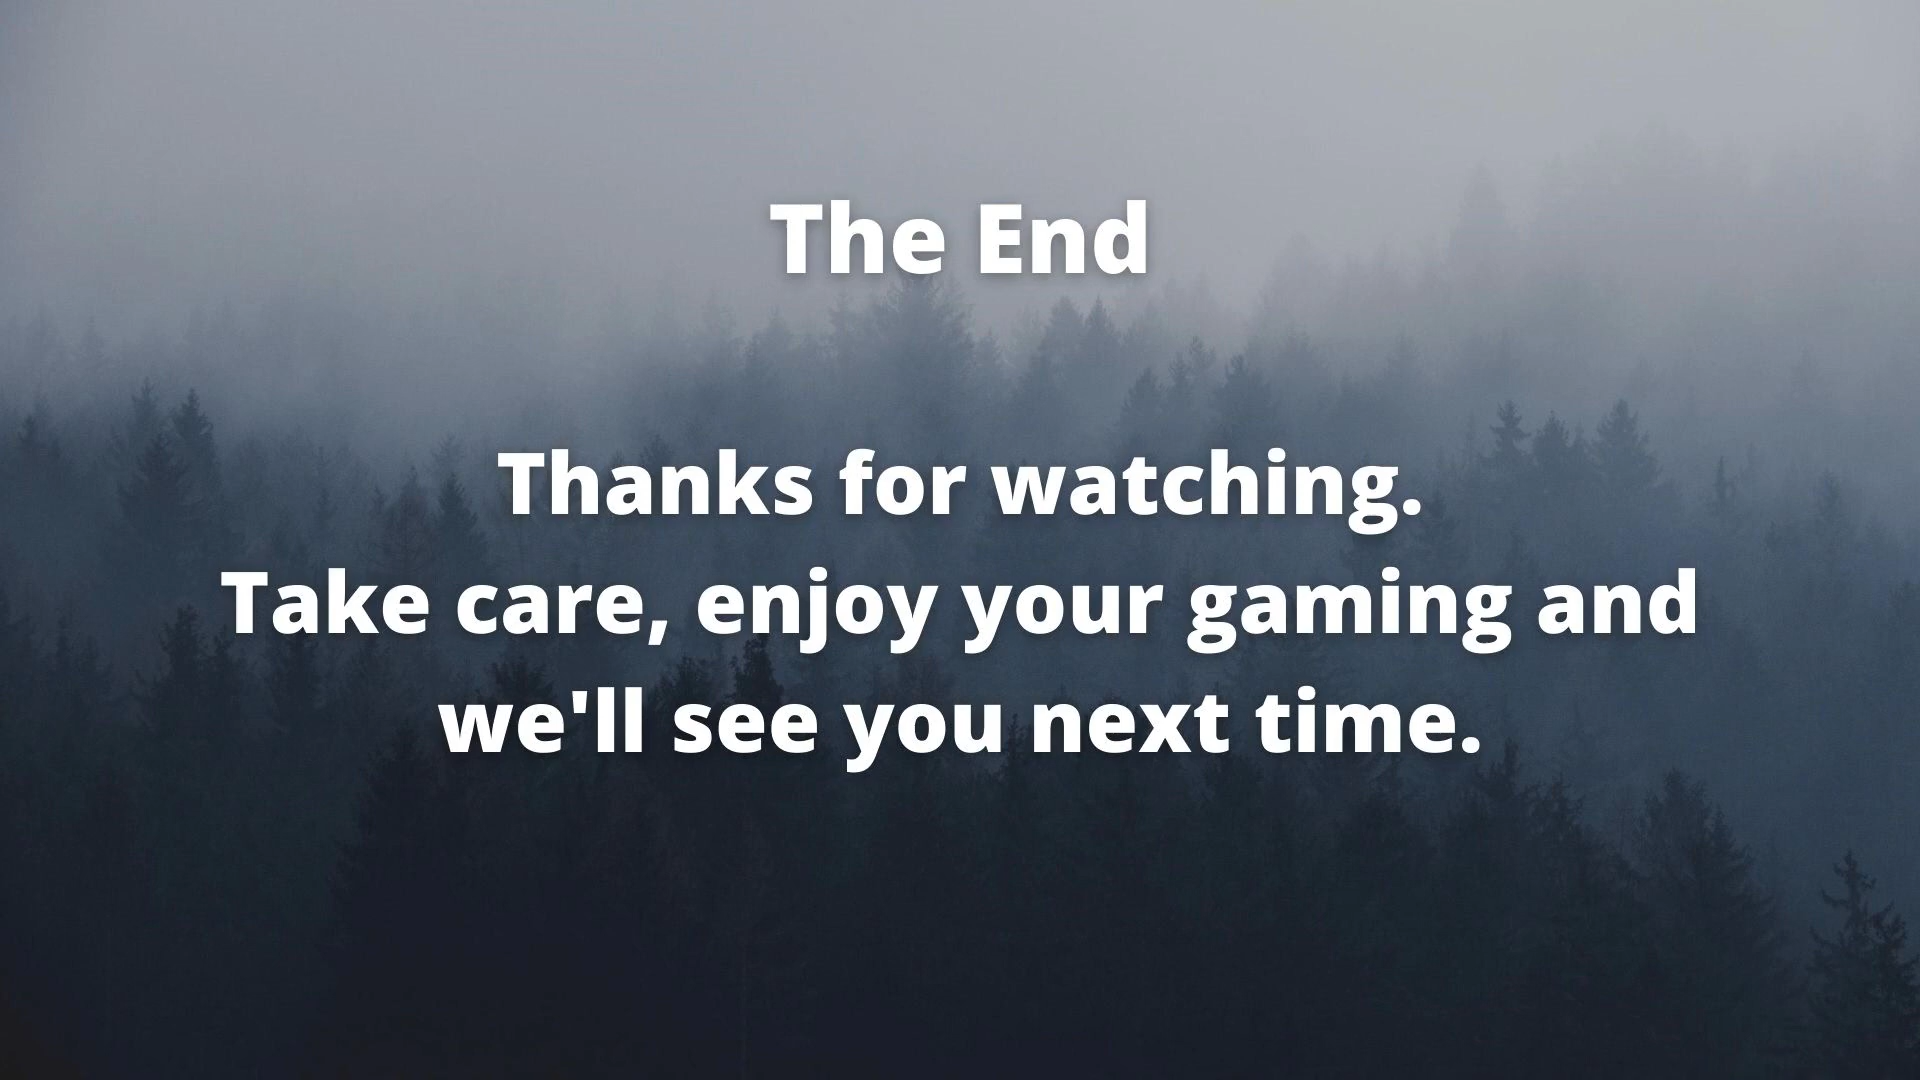 The End
Thanks for watching.
Take care, enjoy your gaming and
we'll see you next time.